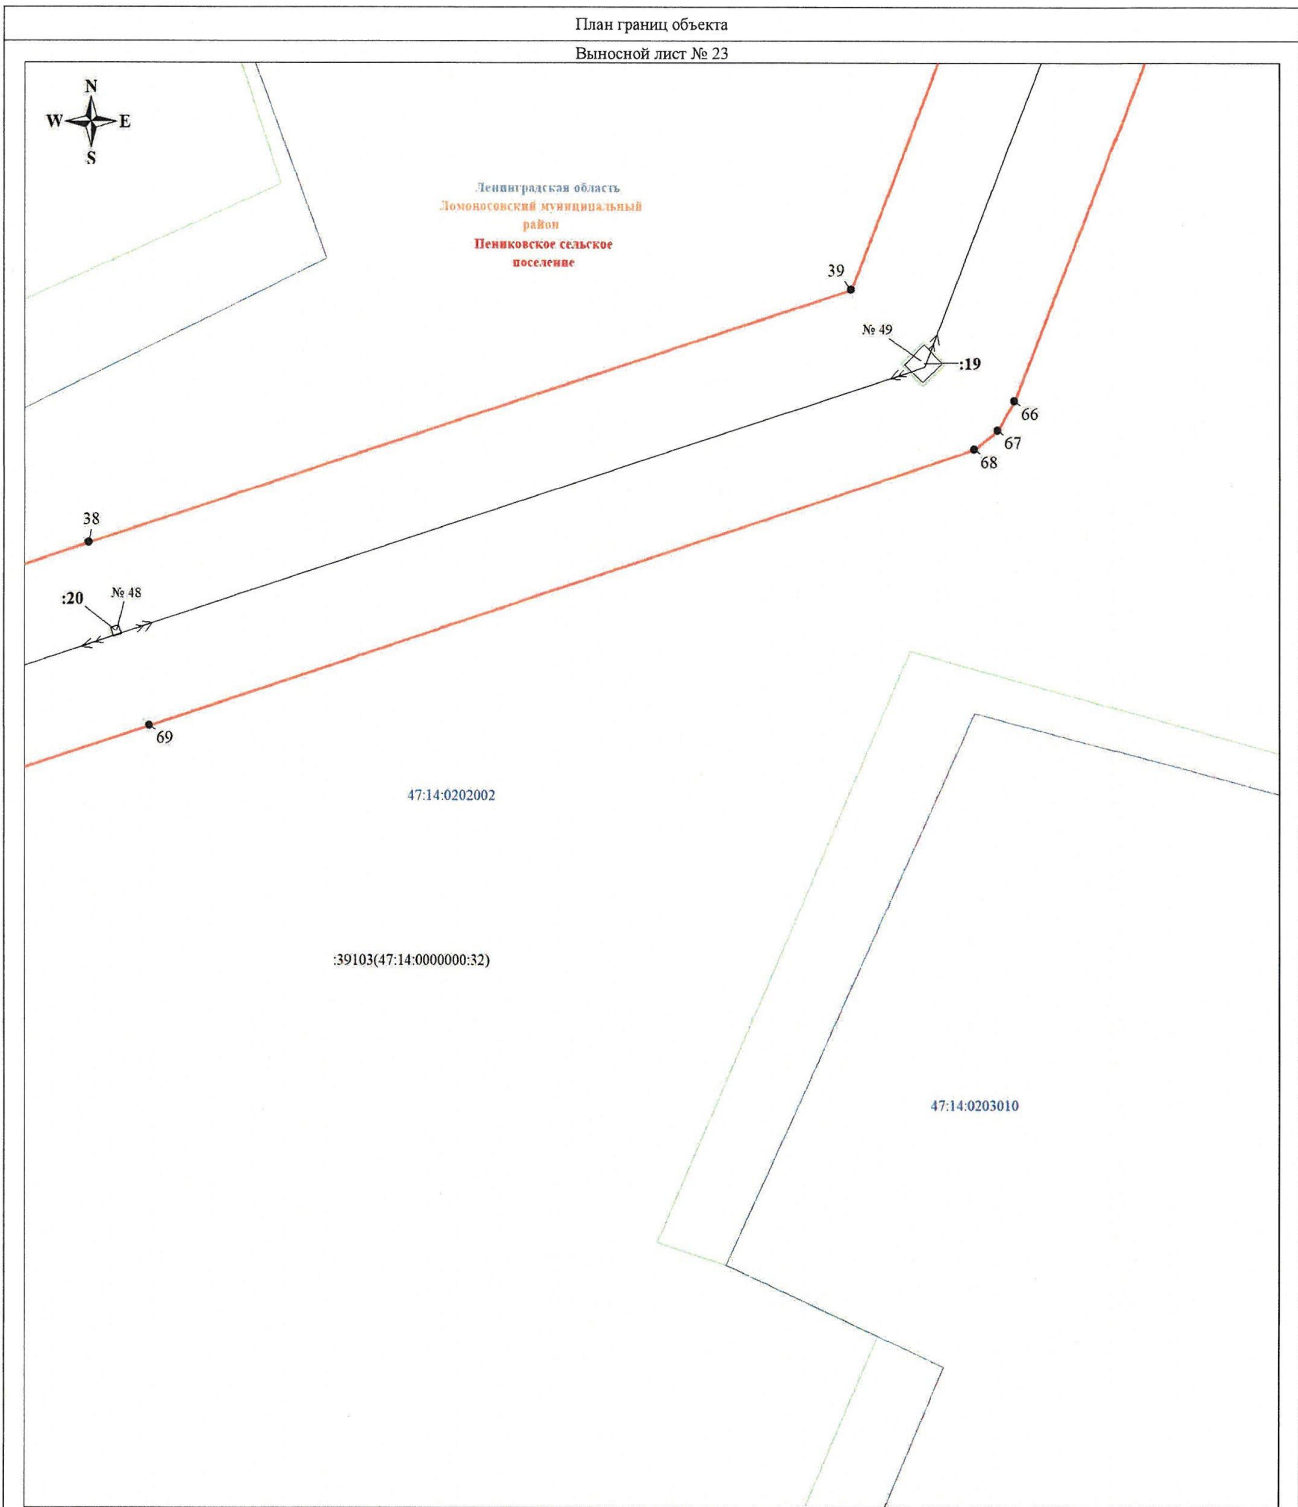 План границ объекта
Выносной лист № 23
N
W E
S
Ленинградская область
Ломоносовский муниципальный
район
Пениковское сельское
поселение
39
№ 49
:19
66
67
68
38
:20
№ 48
69
47:14:0202002
:39103(47:14:0000000:32)
47:14:0203010